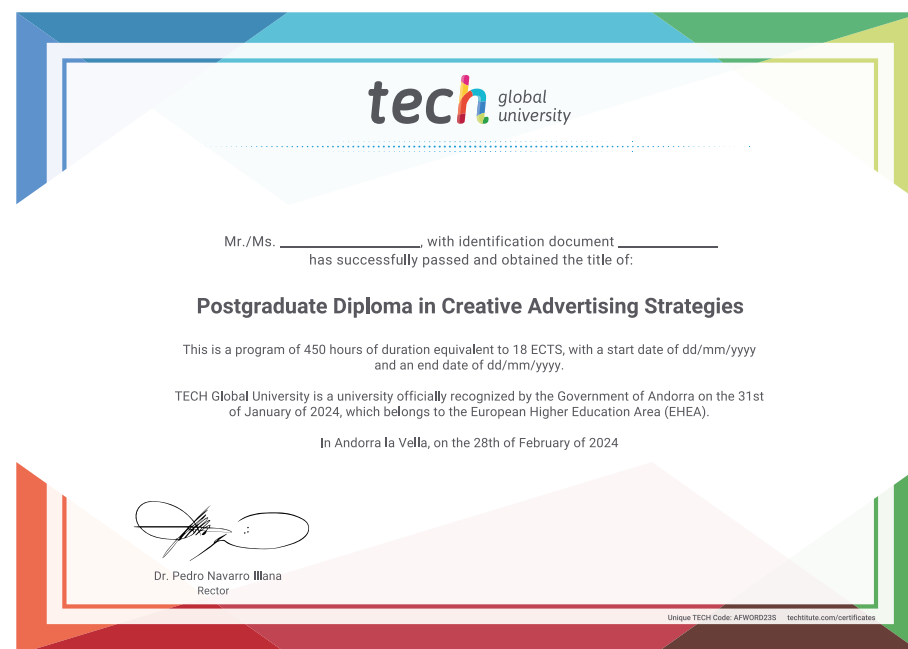 tech global
university
Mr./Ms. ____________________, with identification document ______________
has successfully passed and obtained the title of:
Postgraduate Diploma in Creative Advertising Strategies
This is a program of 450 hours of duration equivalent to 18 ECTS, with a start date of dd/mm/yyyy
and an end date of dd/mm/yyyy.
TECH Global University is a university officially recognized by the Government of Andorra on the 31st
of January of 2024, which belongs to the European Higher Education Area (EHEA).
In Andorra la Vella, on the 28th of February of 2024
Dr. Pedro Navarro Illana
Rector
Unique TECH Code: AFWORD23S techtitute.com/certificates